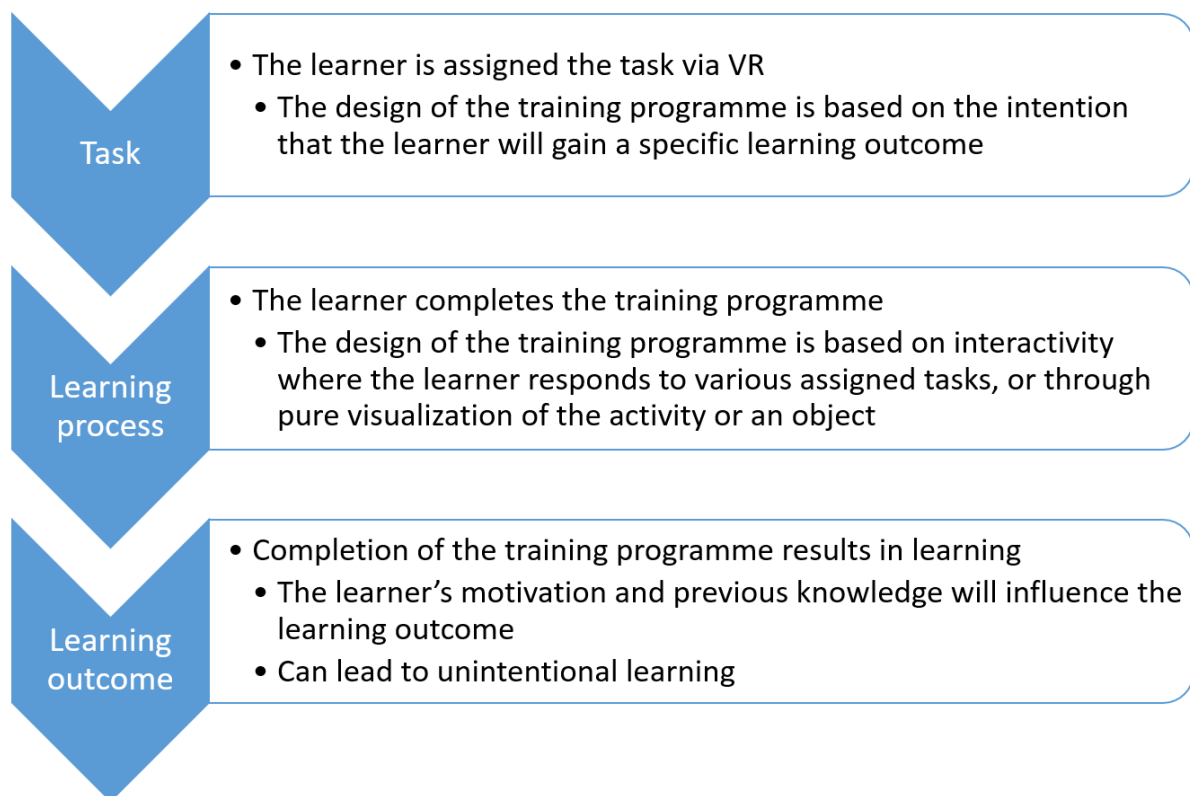 Task
• The learner is assigned the task via VR
• The design of the training programme is based on the intention
that the learner will gain a specific learning outcome
Learning
process
• The learner completes the training programme
• The design of the training programme is based on interactivity
where the learner responds to various assigned tasks, or through
pure visualization of the activity or an object
Learning
outcome
• Completion of the training programme results in learning
• The learner’s motivation and previous knowledge will influence the
learning outcome
• Can lead to unintentional learning